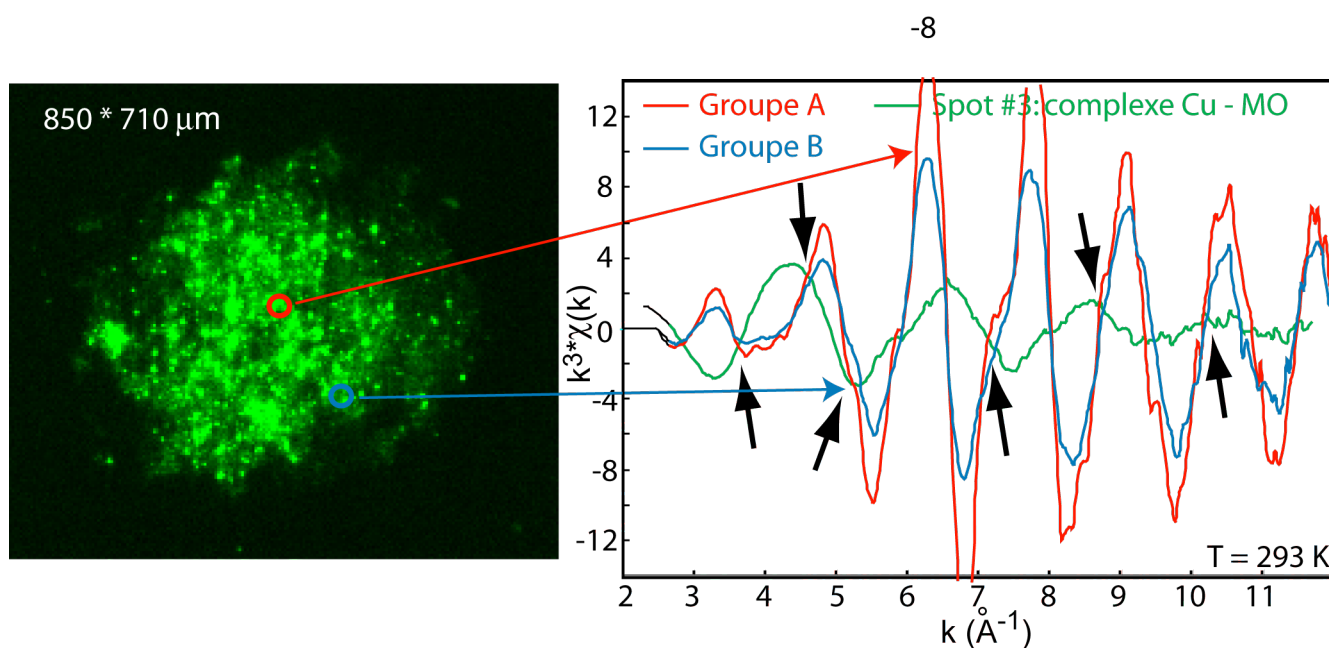 -8
850 * 710 μm
Groupe A
Spot #3: complexe Cu - MO
Groupe B
12
8
4
0
-4
-8
-12
k³*χ(k)
T = 293 K
2 3 4 5 6 7 8 9 10 11
k (Å⁻¹)